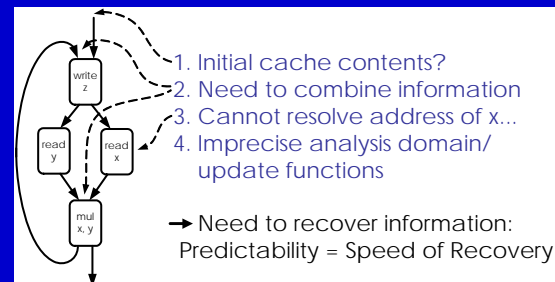 1. Initial cache contents?
2. Need to combine information
3. Cannot resolve address of x...
4. Imprecise analysis domain/
update functions
write
z
read
y
read
x
mul
x, y
→ Need to recover information:
Predictability = Speed of Recovery